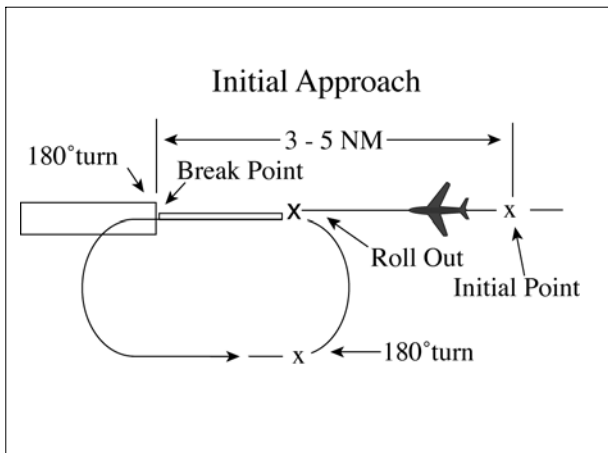 Initial Approach
3 - 5 NM
180°turn
Break Point
x
x
Roll Out
Initial Point
x
180°turn